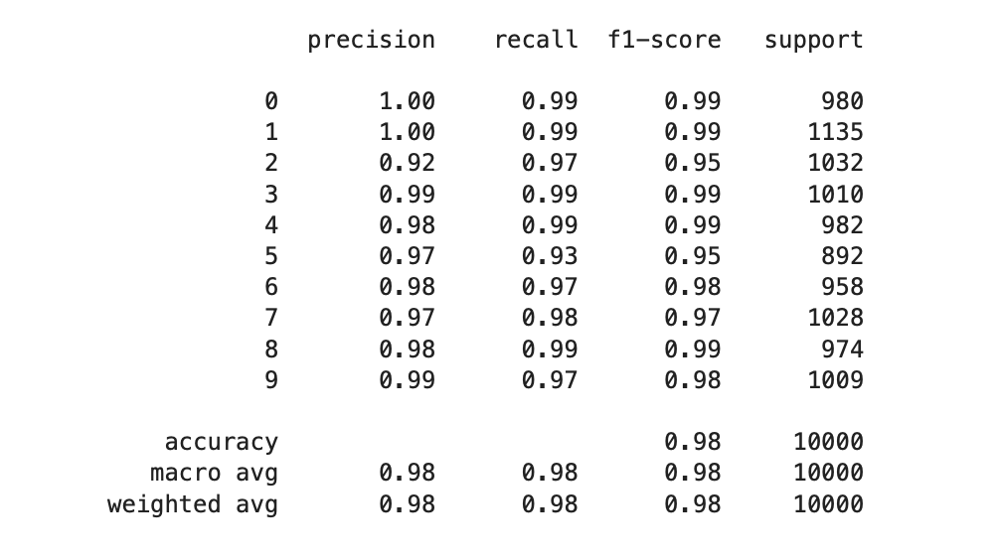 precision recall f1-score support
0 1.00 0.99 0.99 980
1 1.00 0.99 0.99 1135
2 0.92 0.97 0.95 1032
3 0.99 0.99 0.99 1010
4 0.98 0.99 0.99 982
5 0.97 0.93 0.95 892
6 0.98 0.97 0.98 958
7 0.97 0.98 0.97 1028
8 0.98 0.99 0.99 974
9 0.99 0.97 0.98 1009
accuracy 0.98 10000
macro avg 0.98 0.98 0.98 10000
weighted avg 0.98 0.98 0.98 10000